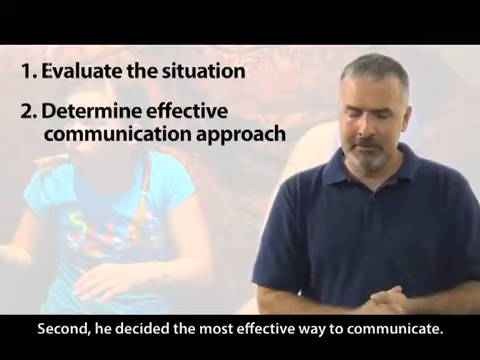 1. Evaluate the situation
2. Determine effective
communication approach
Second, he decided the most effective way to communicate.